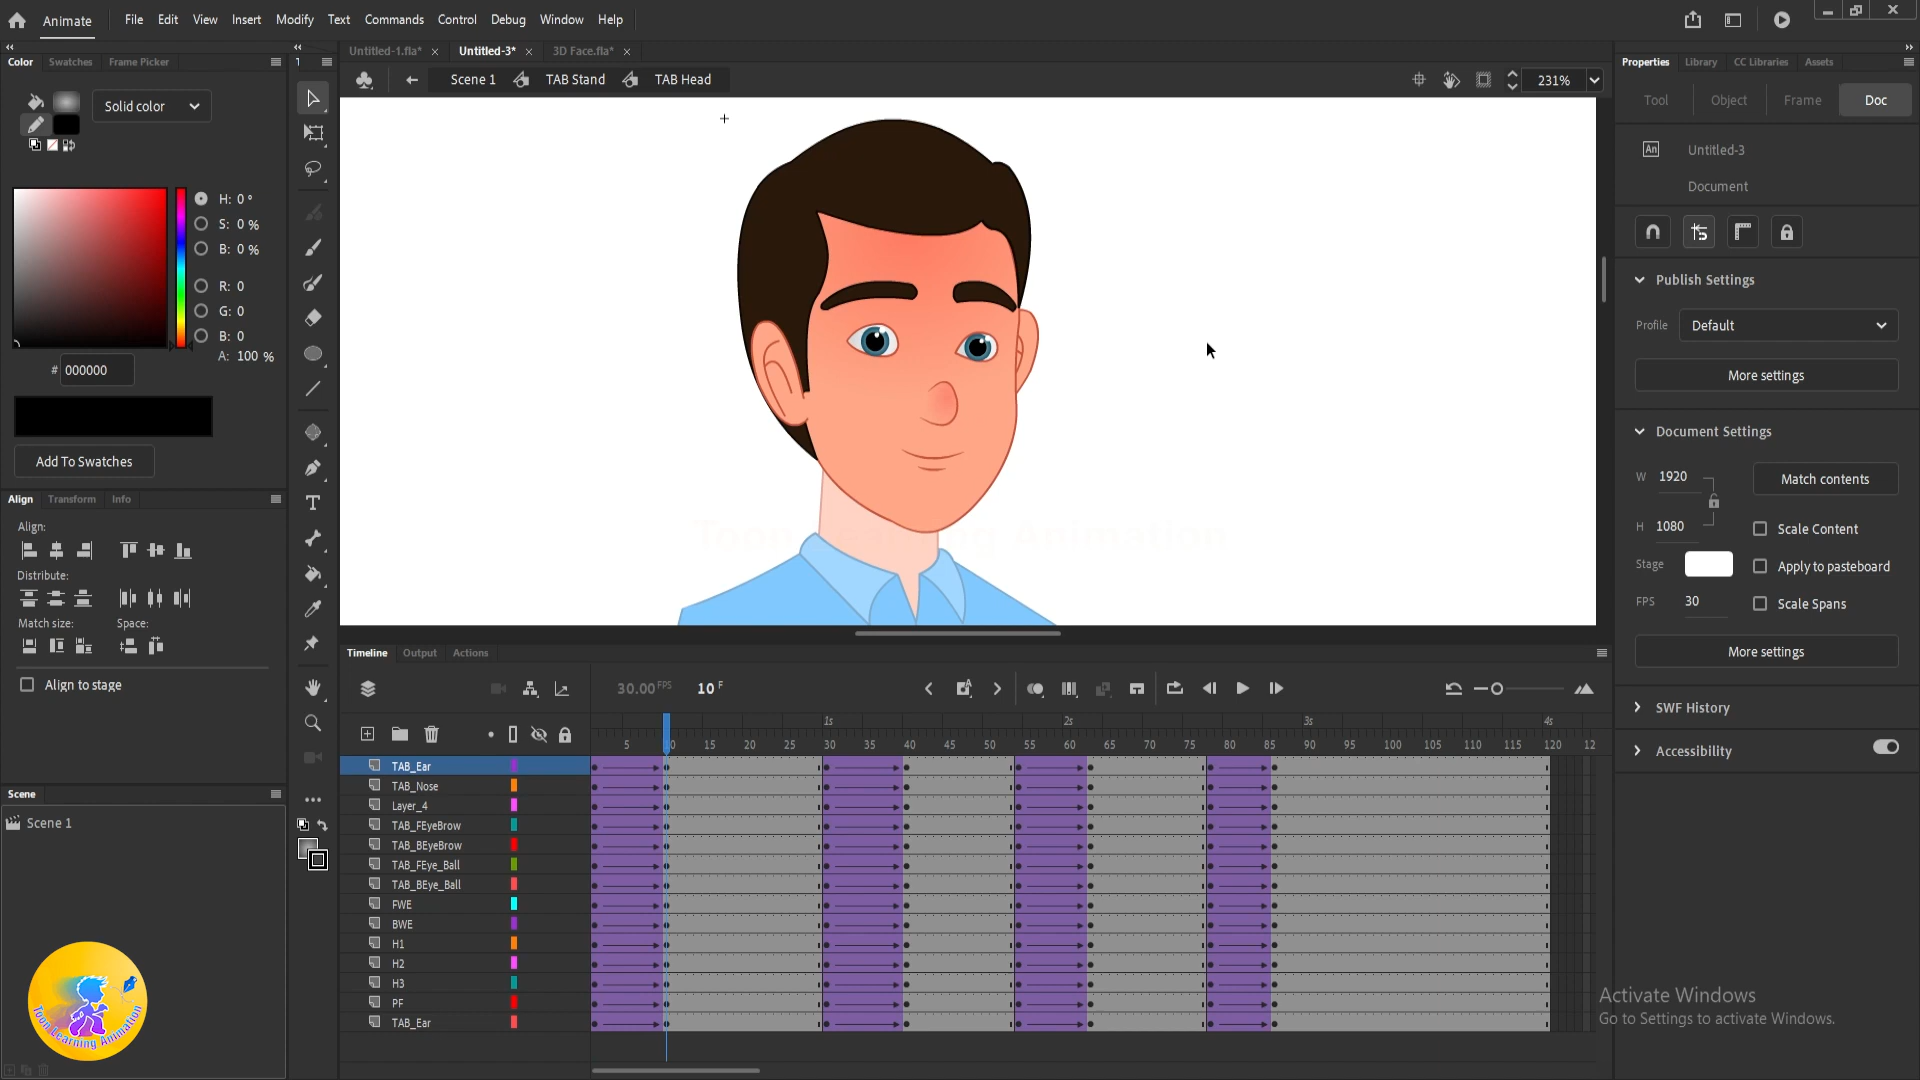 Animate
File Edit View Insert Modify Text Commands Control Debug Window Help
Color Swatches Frame Picker
Untitled-1.fla* Untitled-3* 3D Face.fla*
Properties Library CC Libraries Assets
Scene 1 TAB Stand TAB Head
231%
Tool Object Frame Doc
Solid color
Untitled-3
Document
H: 0 °
S: 0 %
B: 0 %
R: 0
G: 0
B: 0
A: 100 %
# 000000
Add To Swatches
Publish Settings
Profile Default
More settings
Document Settings
W 1920
Match contents
H 1080
Scale Content
Stage
Apply to pasteboard
FPS 30
Scale Spans
More settings
SWF History
Accessibility
Align Transform Info
Align:
Distribute:
Match size: Space:
Align to stage
Scene
Scene 1
Toon Learning Animation
Toon Learning Animation
Timeline Output Actions
30.00 FPS 10 F
1s 2s 3s 4s
5 10 15 20 25 30 35 40 45 50 55 60 65 70 75 80 85 90 95 100 105 110 115 120 12
TAB_Ear
TAB_Nose
Layer_4
TAB_FEyeBrow
TAB_BEyeBrow
TAB_FEye_Ball
TAB_BEye_Ball
FWE
BWE
H1
H2
H3
PF
TAB_Ear
Activate Windows
Go to Settings to activate Windows.